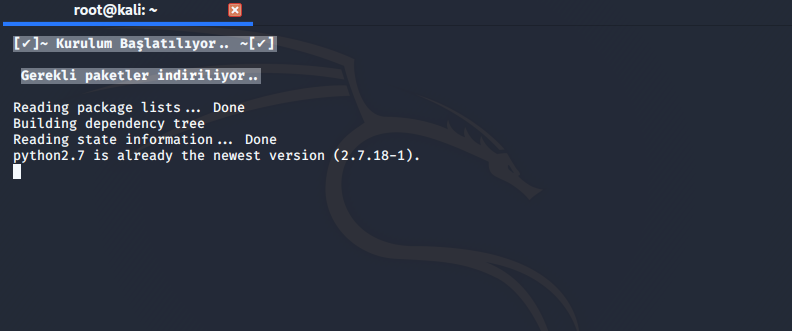 root@kali: ~
[✔]~ Kurulum Başlatılıyor.. ~[✔]
Gerekli paketler indiriliyor..
Reading package lists... Done
Building dependency tree
Reading state information... Done
python2.7 is already the newest version (2.7.18-1).